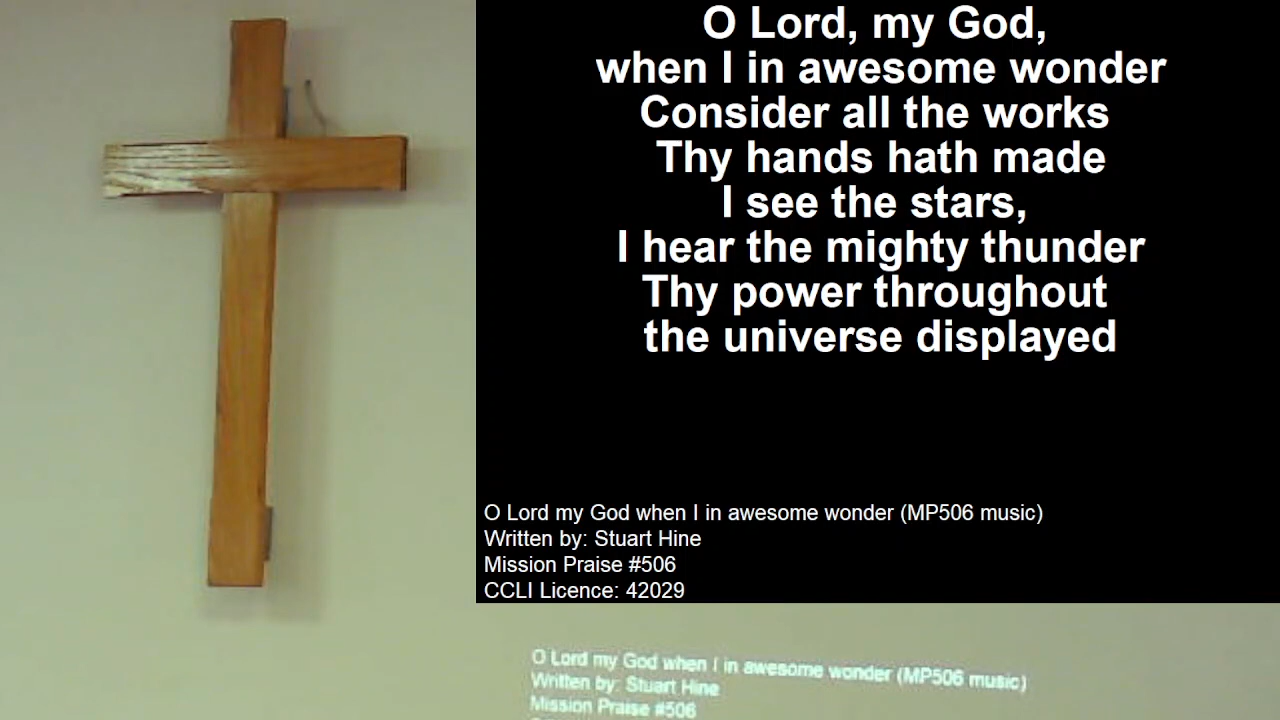 O Lord, my God,
when I in awesome wonder
Consider all the works
Thy hands hath made
I see the stars,
I hear the mighty thunder
Thy power throughout
the universe displayed
O Lord my God when I in awesome wonder (MP506 music)
Written by: Stuart Hine
Mission Praise #506
CCLI Licence: 42029
O Lord my God when I in awesome wonder (MP506 music)
Written by: Stuart Hine
Mission Praise #506